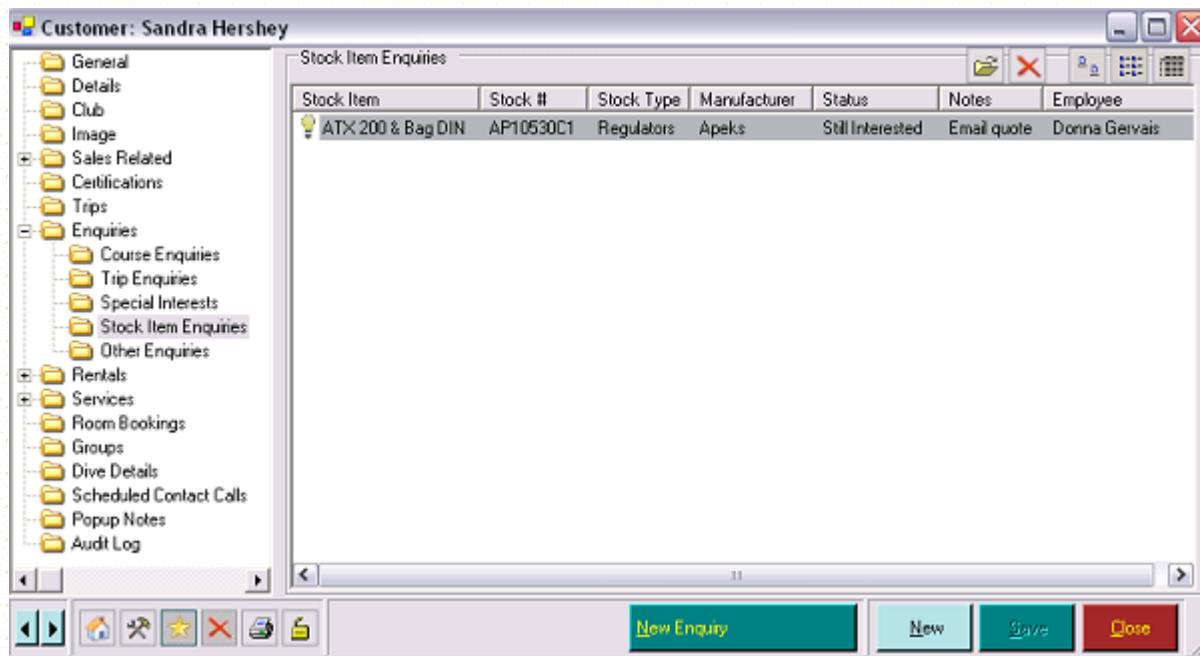 Customer: Sandra Hershey
General
Details
Club
Image
Sales Related
Certifications
Trips
Enquiries
Course Enquiries
Trip Enquiries
Special Interests
Stock Item Enquiries
Other Enquiries
Rentals
Services
Room Bookings
Groups
Dive Details
Scheduled Contact Calls
Popup Notes
Audit Log
Stock Item Enquiries
Stock Item Stock # Stock Type Manufacturer Status Notes Employee
ATX 200 & Bag DIN AP10530C1 Regulators Apeks Still Interested Email quote Donna Gervais
New Enquiry New Save Close